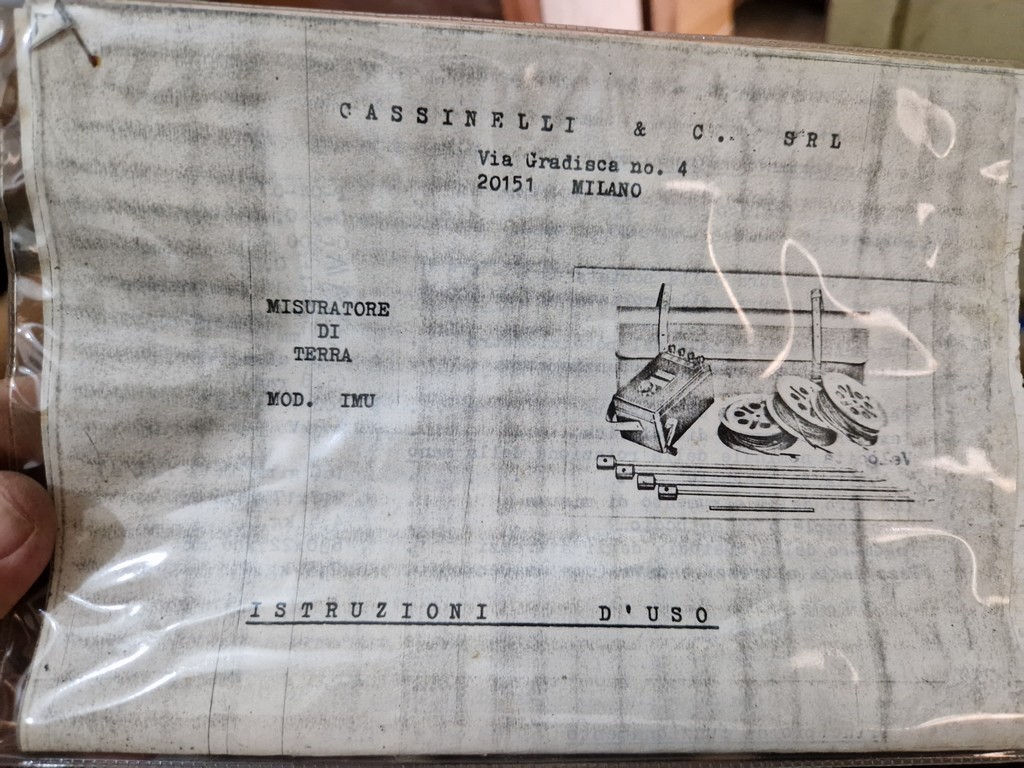 CASSINELLI & C. SRL
Via Gradisca no. 4
20151 MILANO
MISURATORE
DI
TERRA
MOD. IMU
ISTRUZIONI D'USO